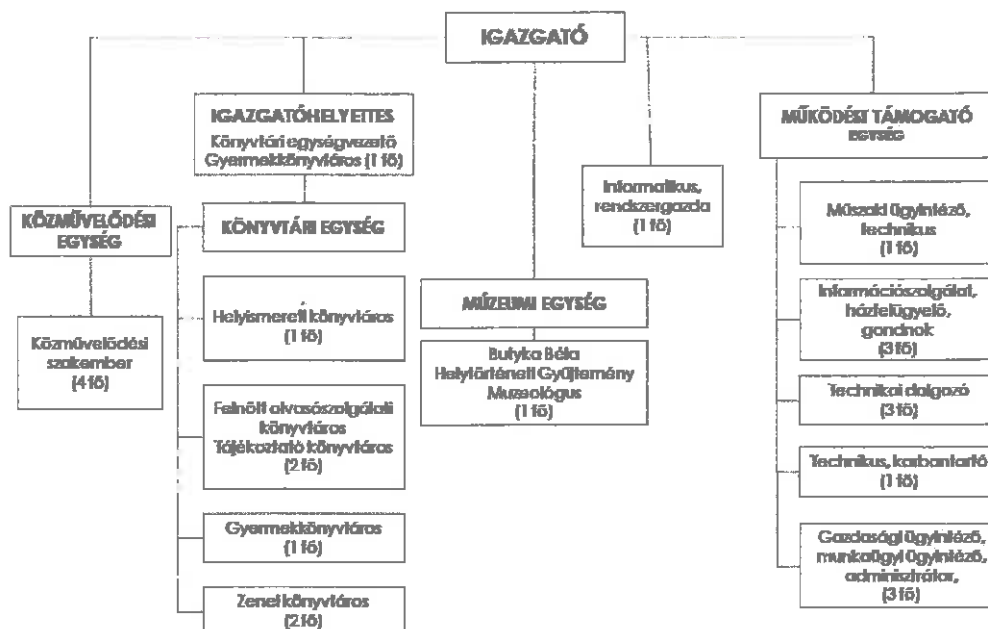 IGAZGATÓ
IGAZGATÓHELYETTES
Könyvtári egységvezető
Gyermekkönyvtáros (1 fő)
MŰKÖDÉST TÁMOGATÓ
EGYSÉG
KÖZMŰVELŐDÉSI
EGYSÉG
Közművelődési
szakember
(4 fő)
KÖNYVTÁRI EGYSÉG
Helyismereti könyvtáros
(1 fő)
Felnőtt olvasószolgálati
könyvtáros
Tájékoztató könyvtáros
(2 fő)
Gyermekkönyvtáros
(1 fő)
Zenei könyvtáros
(2 fő)
MÚZEUMI EGYSÉG
Butyka Béla
Helytörténeti Gyűjtemény
Muzeológus
(1 fő)
Informatikus,
rendszergazda
(1 fő)
Műszaki ügyintéző,
technikus
(1 fő)
Információszolgálat,
házfelügyelő,
gondnok
(3 fő)
Technikai dolgozó
(3 fő)
Technikus, karbantartó
(1 fő)
Gazdasági ügyintéző,
munkaügyi ügyintéző,
adminisztrátor,
(3 fő)